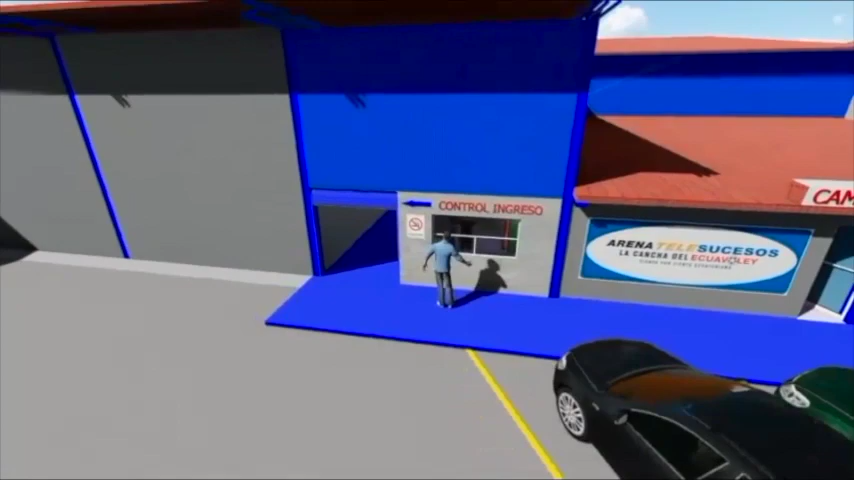 CONTROL INGRESO
ARENA TELESUCESOS
LA CANCHA DEL ECUAVOLEY
CAM